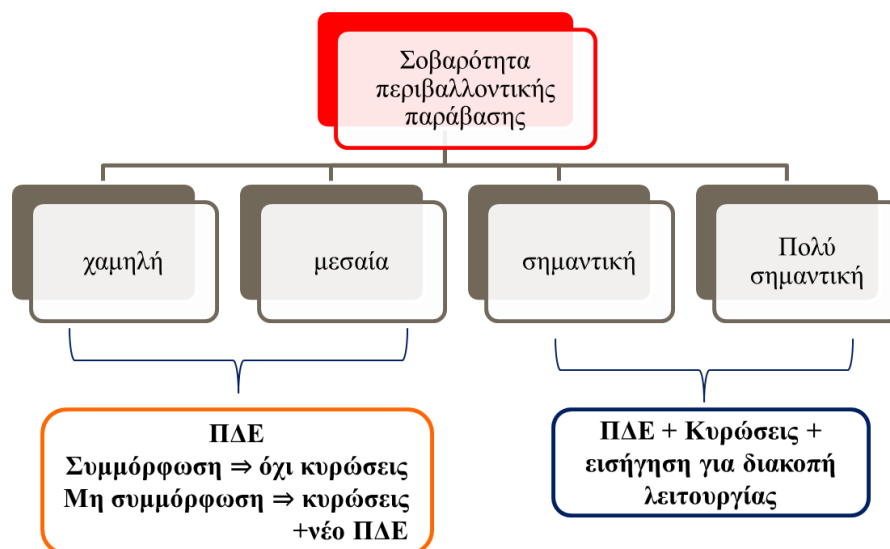 Σοβαρότητα
περιβαλλοντικής
παράβασης
χαμηλή
μεσαία
σημαντική
Πολύ
σημαντική
ΠΔΕ
Συμμόρφωση ⇒ όχι κυρώσεις
Μη συμμόρφωση ⇒ κυρώσεις
+νέο ΠΔΕ
ΠΔΕ + Κυρώσεις +
εισήγηση για διακοπή
λειτουργίας